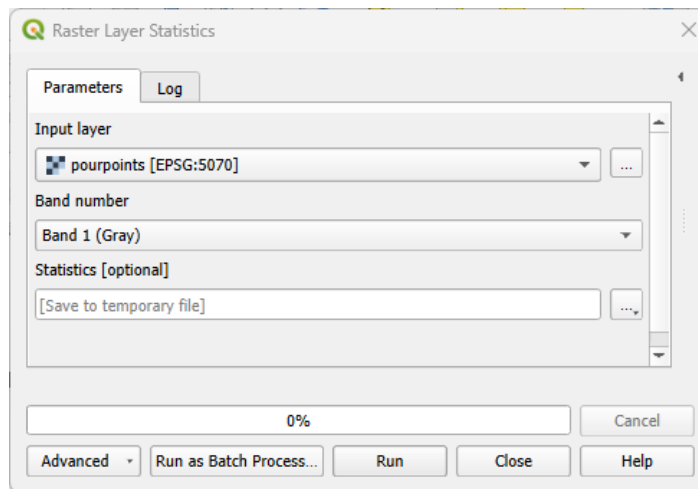 Raster Layer Statistics
Parameters
Log
Input layer
pourpoints [EPSG:5070]
...
Band number
Band 1 (Gray)
Statistics [optional]
[Save to temporary file]
...
0%
Cancel
Advanced
Run as Batch Process...
Run
Close
Help